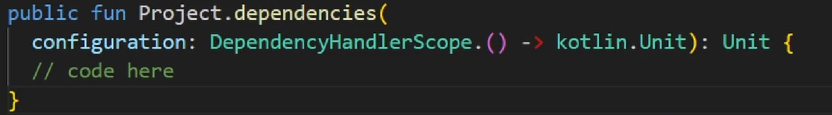 public fun Project.dependencies(
configuration: DependencyHandlerScope.() -> kotlin.Unit): Unit {
// code here
}